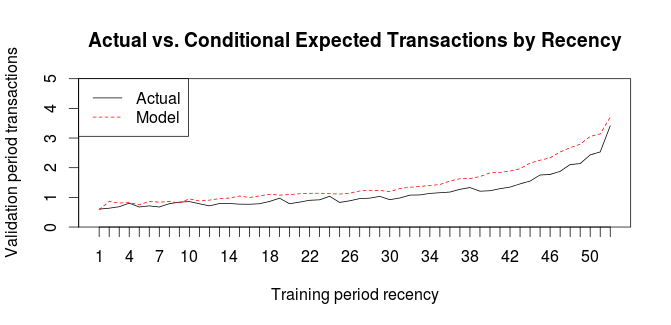 Actual vs. Conditional Expected Transactions by Recency
Validation period transactions
5
4
3
2
1
0
Actual
Model
1 4 7 10 14 18 22 26 30 34 38 42 46 50
Training period recency